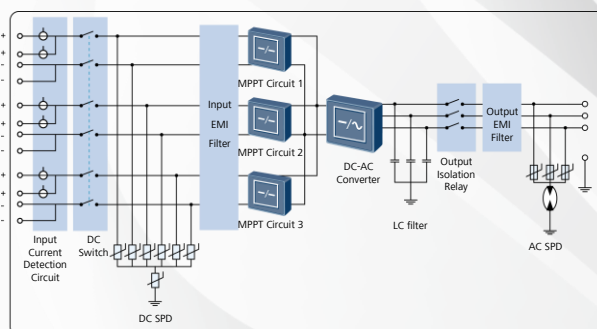 +
+
-
-
+
+
-
-
+
+
-
-
Input
Current
Detection
Circuit
DC
Switch
DC SPD
Input
EMI
Filter
MPPT Circuit 1
MPPT Circuit 2
MPPT Circuit 3
DC-AC
Converter
LC filter
Output
Isolation
Relay
Output
EMI
Filter
AC SPD